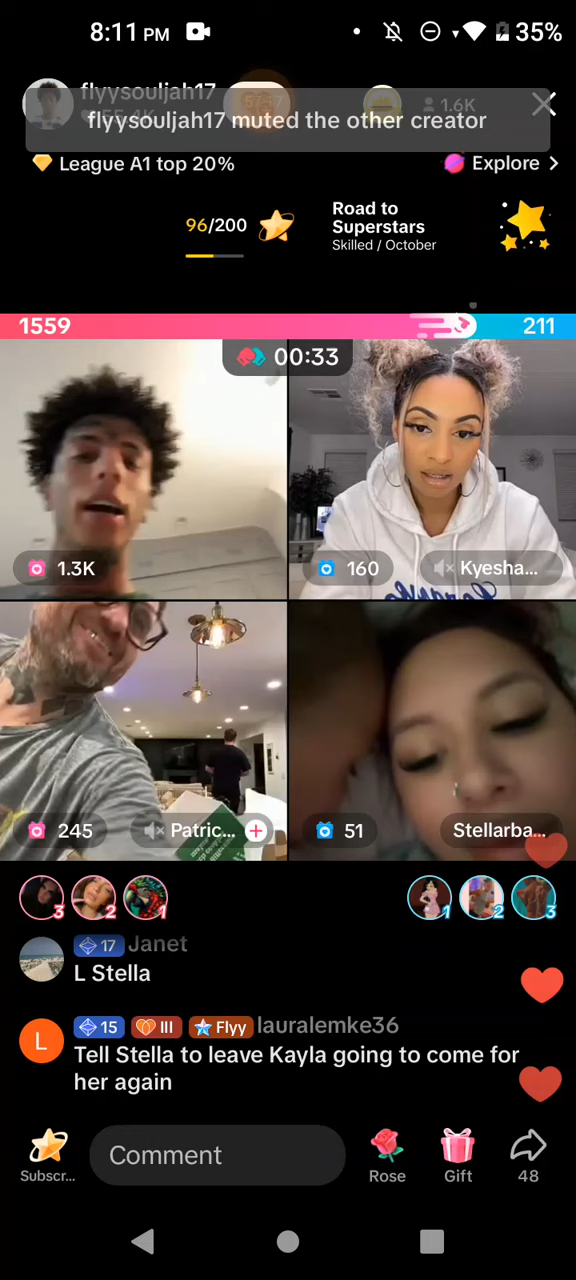 8:11 PM
35%
flyysouljah17
1.6K
flyysouljah17 muted the other creator
League A1 top 20%
Explore >
96/200
Road to
Superstars
Skilled / October
1559
211
00:33
1.3K
160
Kyesha...
245
Patric...
51
Stellarba...
3
2
1
1
2
3
17 Janet
L Stella
L
15 III Flyy lauralemke36
Tell Stella to leave Kayla going to come for
her again
Subscr...
Comment
Rose
Gift
48